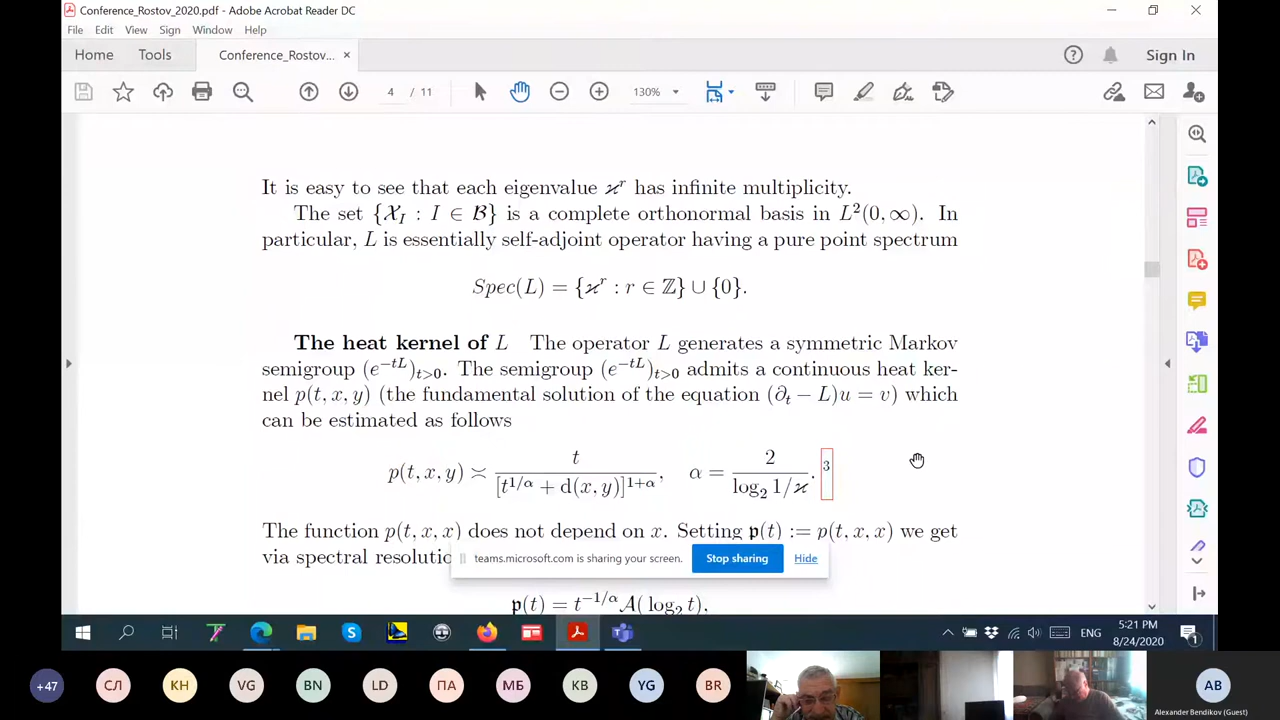 Conference_Rostov_2020.pdf - Adobe Acrobat Reader DC
File Edit View Sign Window Help
Home Tools Conference_Rostov... × Sign In
4 / 11 130%
It is easy to see that each eigenvalue ϰ^r has infinite multiplicity.
The set {𝒳_I : I ∈ ℬ} is a complete orthonormal basis in L²(0, ∞). In
particular, L is essentially self-adjoint operator having a pure point spectrum
Spec(L) = {ϰ^r : r ∈ ℤ} ∪ {0}.
The heat kernel of L The operator L generates a symmetric Markov
semigroup (e^{-tL})_{t>0}. The semigroup (e^{-tL})_{t>0} admits a continuous heat ker-
nel p(t, x, y) (the fundamental solution of the equation (∂_t − L)u = v) which
can be estimated as follows
p(t, x, y) ≍ t / [t^{1/α} + d(x, y)]^{1+α}, α = 2 / log₂ 1/ϰ. 3
The function p(t, x, x) does not depend on x. Setting 𝔭(t) := p(t, x, x) we get
via spectral resolutio
teams.microsoft.com is sharing your screen. Stop sharing Hide
𝔭(t) = t^{-1/α} 𝒜(log₂ t),
ENG
5:21 PM
8/24/2020
1
+47 СЛ КН VG BN LD ПА МБ КВ YG BR AB
Alexander Bendikov (Guest)